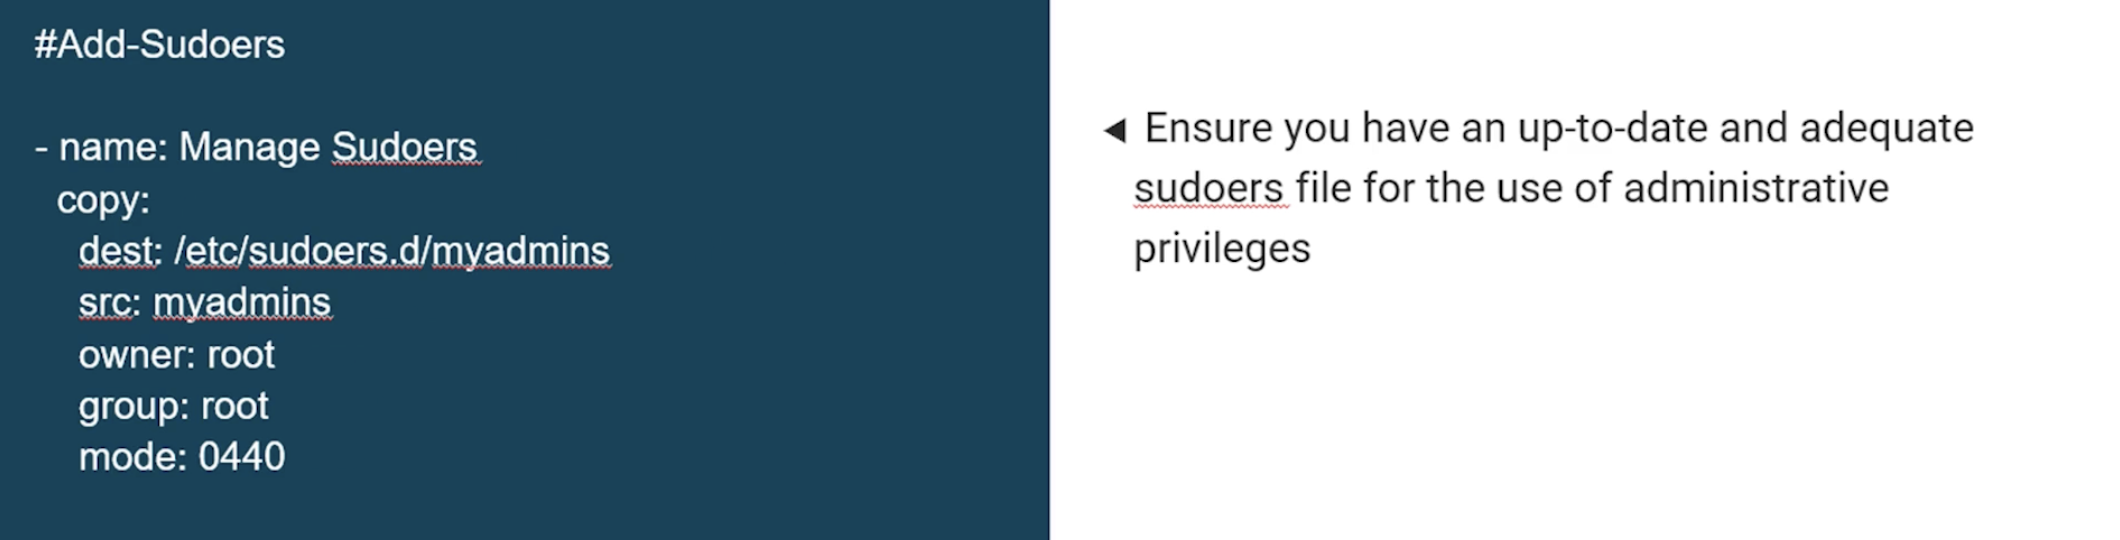 #Add-Sudoers
- name: Manage Sudoers
copy:
dest: /etc/sudoers.d/myadmins
src: myadmins
owner: root
group: root
mode: 0440
◀ Ensure you have an up-to-date and adequate
sudoers file for the use of administrative
privileges